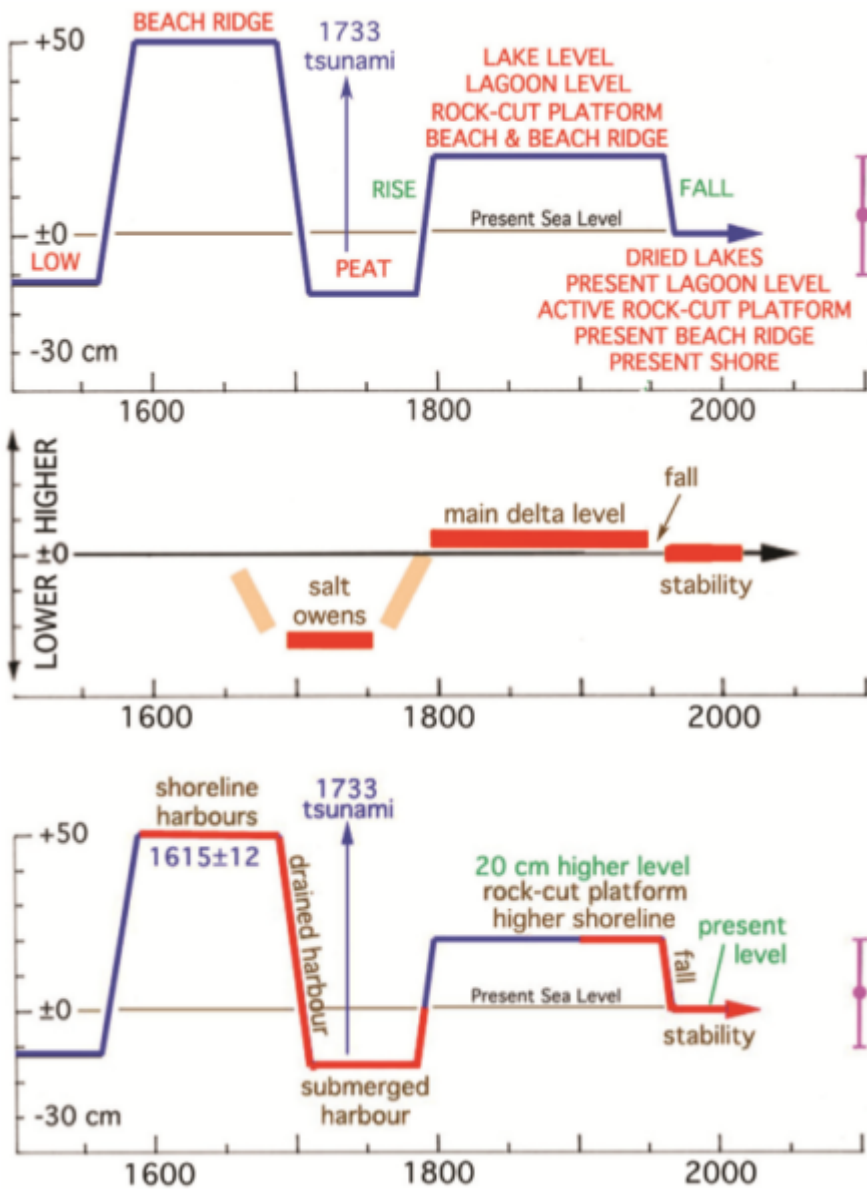 BEACH RIDGE
1733
tsunami
LAKE LEVEL
LAGOON LEVEL
ROCK-CUT PLATFORM
BEACH & BEACH RIDGE
+50
RISE
FALL
Present Sea Level
±0
LOW
PEAT
DRIED LAKES
PRESENT LAGOON LEVEL
ACTIVE ROCK-CUT PLATFORM
PRESENT BEACH RIDGE
PRESENT SHORE
-30 cm
1600
1800
2000
LOWER ±0 HIGHER
main delta level
fall
salt
owens
stability
1600
1800
2000
shoreline
harbours
1733
tsunami
+50
1615±12
drained harbour
20 cm higher level
rock-cut platform
higher shoreline
fall
present
level
Present Sea Level
±0
stability
submerged
harbour
-30 cm
1600
1800
2000